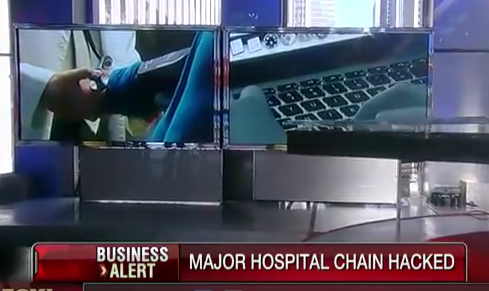 BUSINESS
ALERT
MAJOR HOSPITAL CHAIN HACKED